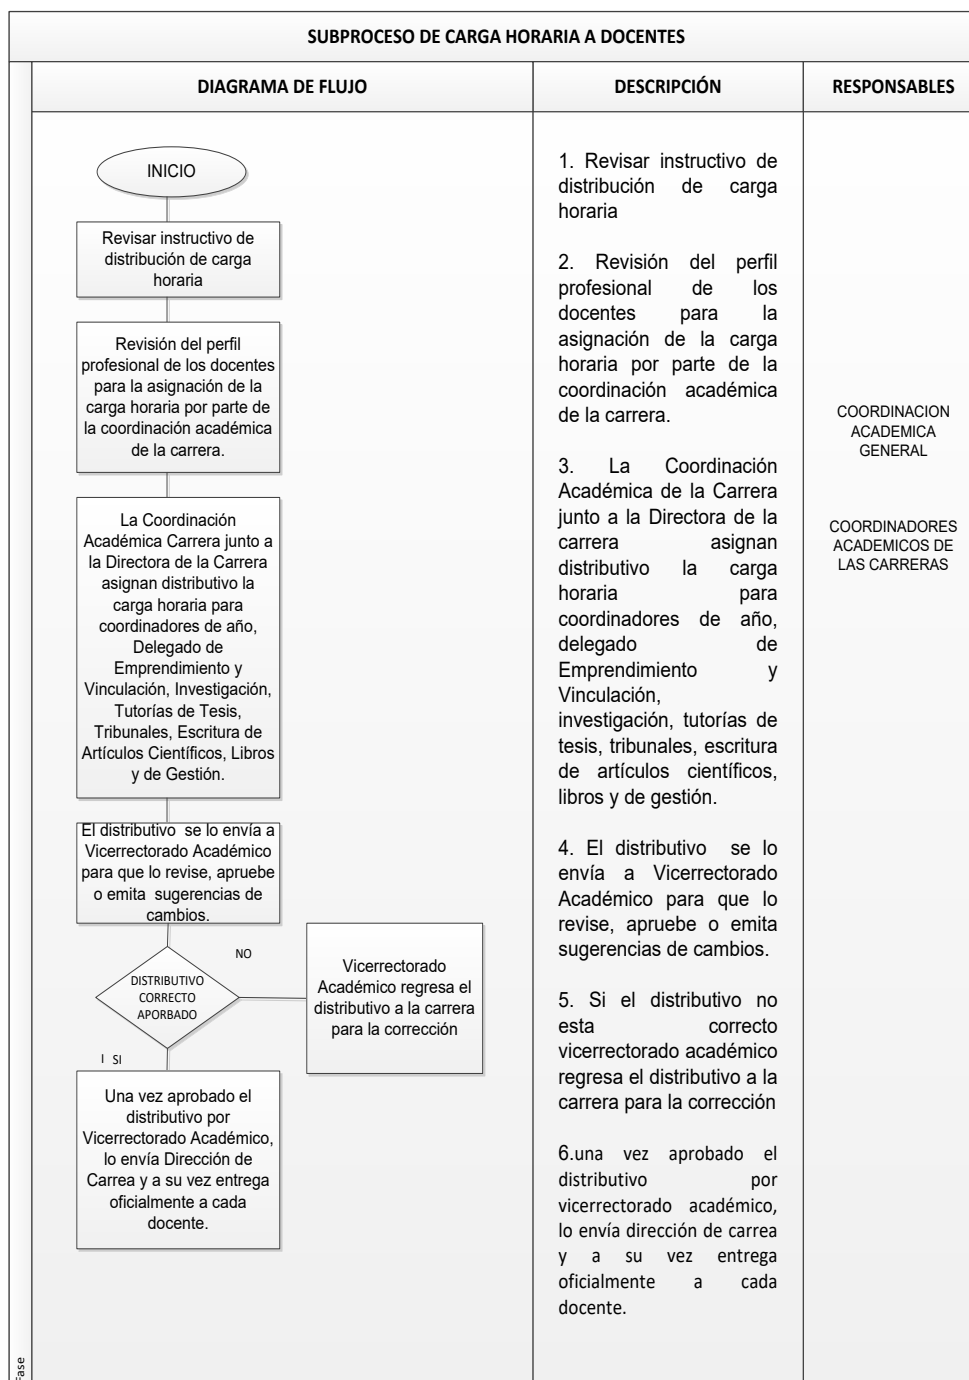 SUBPROCESO DE CARGA HORARIA A DOCENTES
DIAGRAMA DE FLUJO
DESCRIPCIÓN
RESPONSABLES
INICIO
Revisar instructivo de
distribución de carga
horaria
Revisión del perfil
profesional de los docentes
para la asignación de la
carga horaria por parte de
la coordinación académica
de la carrera.
La Coordinación
Académica Carrera junto a
la Directora de la Carrera
asignan distributivo la
carga horaria para
coordinadores de año,
Delegado de
Emprendimiento y
Vinculación, Investigación,
Tutorías de Tesis,
Tribunales, Escritura de
Artículos Científicos, Libros
y de Gestión.
El distributivo se lo envía a
Vicerrectorado Académico
para que lo revise, apruebe
o emita sugerencias de
cambios.
DISTRIBUTIVO
CORRECTO
APORBADO
NO
Vicerrectorado
Académico regresa el
distributivo a la carrera
para la corrección
I SI
Una vez aprobado el
distributivo por
Vicerrectorado Académico,
lo envía Dirección de
Carrea y a su vez entrega
oficialmente a cada
docente.
1. Revisar instructivo de
distribución de carga
horaria
2. Revisión del perfil
profesional de los
docentes para la
asignación de la carga
horaria por parte de la
coordinación académica
de la carrera.
3. La Coordinación
Académica de la Carrera
junto a la Directora de la
carrera asignan
distributivo la carga
horaria para
coordinadores de año,
delegado de
Emprendimiento y
Vinculación,
investigación, tutorías de
tesis, tribunales, escritura
de artículos científicos,
libros y de gestión.
4. El distributivo se lo
envía a Vicerrectorado
Académico para que lo
revise, apruebe o emita
sugerencias de cambios.
5. Si el distributivo no
esta correcto
vicerrectorado académico
regresa el distributivo a la
carrera para la corrección
6.una vez aprobado el
distributivo por
vicerrectorado académico,
lo envía dirección de carrea
y a su vez entrega
oficialmente a cada
docente.
COORDINACION
ACADEMICA
GENERAL
COORDINADORES
ACADEMICOS DE
LAS CARRERAS
Fase